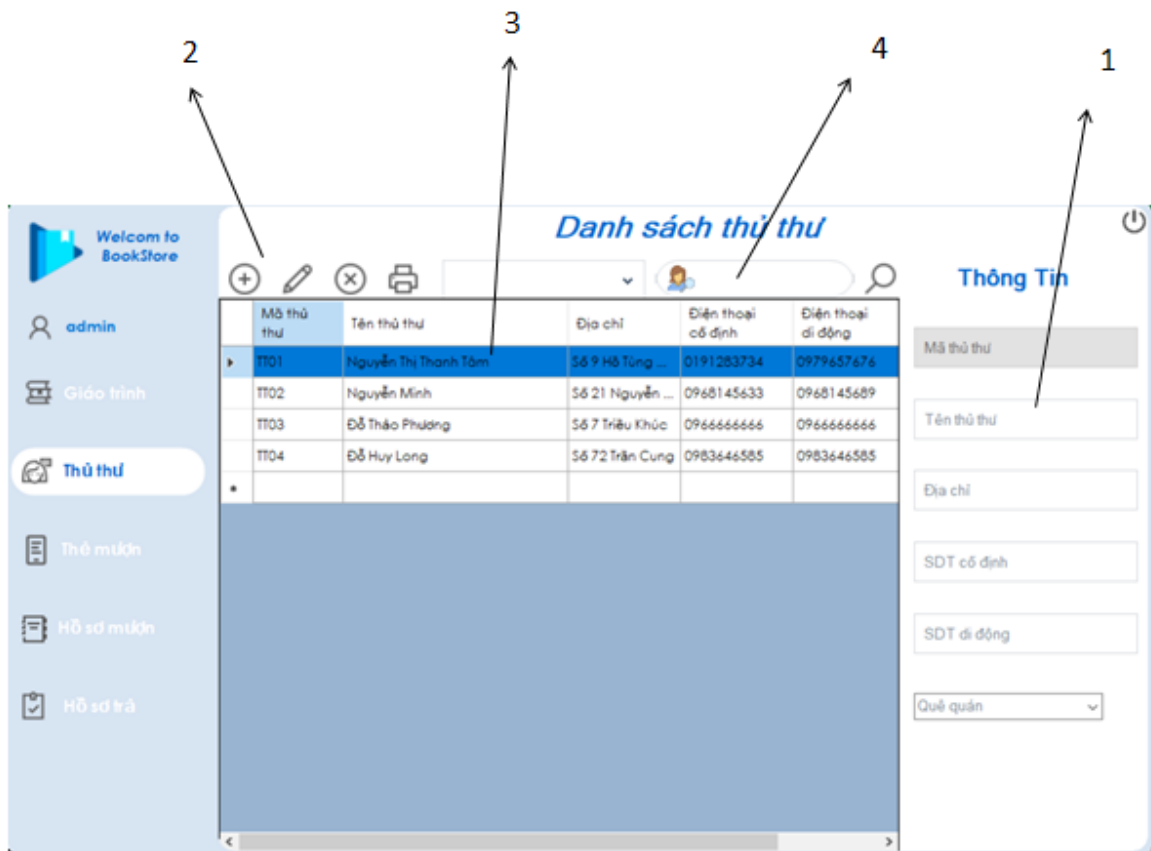 3
2
4
1
Welcom to
BookStore
Danh sách thủ thư
Thông Tin
admin
Giáo trình
Thủ thư
Thẻ mượn
Hồ sơ mượn
Hồ sơ trả
Mã thủ thư
Tên thủ thư
Địa chỉ
Điện thoại cố định
Điện thoại di động
TT01 Nguyễn Thị Thanh Tâm Số 9 Hồ Tùng ... 0191283734 0979657676
TT02 Nguyễn Minh Số 21 Nguyễn ... 0968145633 0968145689
TT03 Đỗ Thảo Phương Số 7 Triều Khúc 0966666666 0966666666
TT04 Đỗ Huy Long Số 72 Trần Cung 0983646585 0983646585
Mã thủ thư
Tên thủ thư
Địa chỉ
SDT cố định
SDT di động
Quê quán